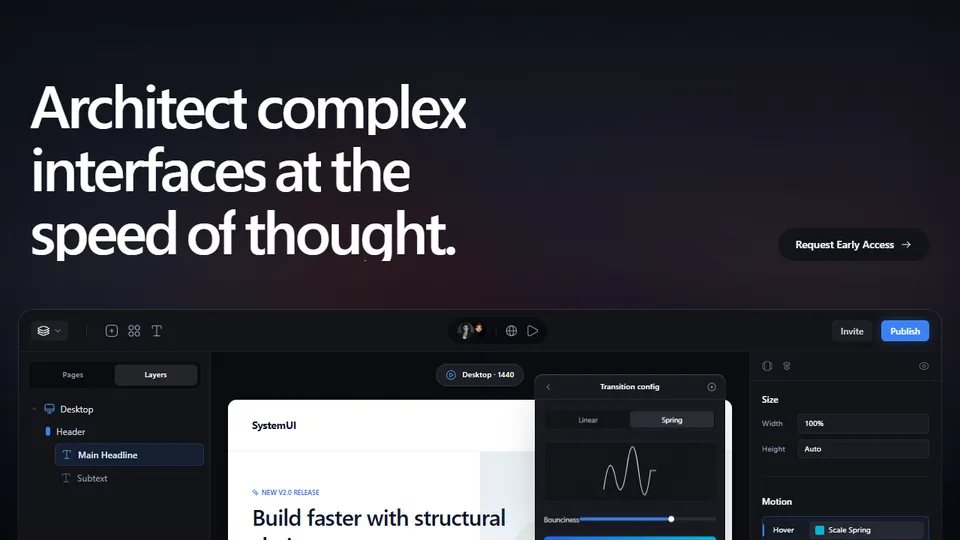 Architect complex
interfaces at the
speed of thought.
Request Early Access →
Invite
Publish
Pages
Layers
Desktop · 1440
Transition config
Desktop
Header
Main Headline
Subtext
SystemUI
NEW V2.0 RELEASE
Build faster with structural
Linear
Spring
Bounciness
Size
Width
100%
Height
Auto
Motion
Hover
Scale Spring